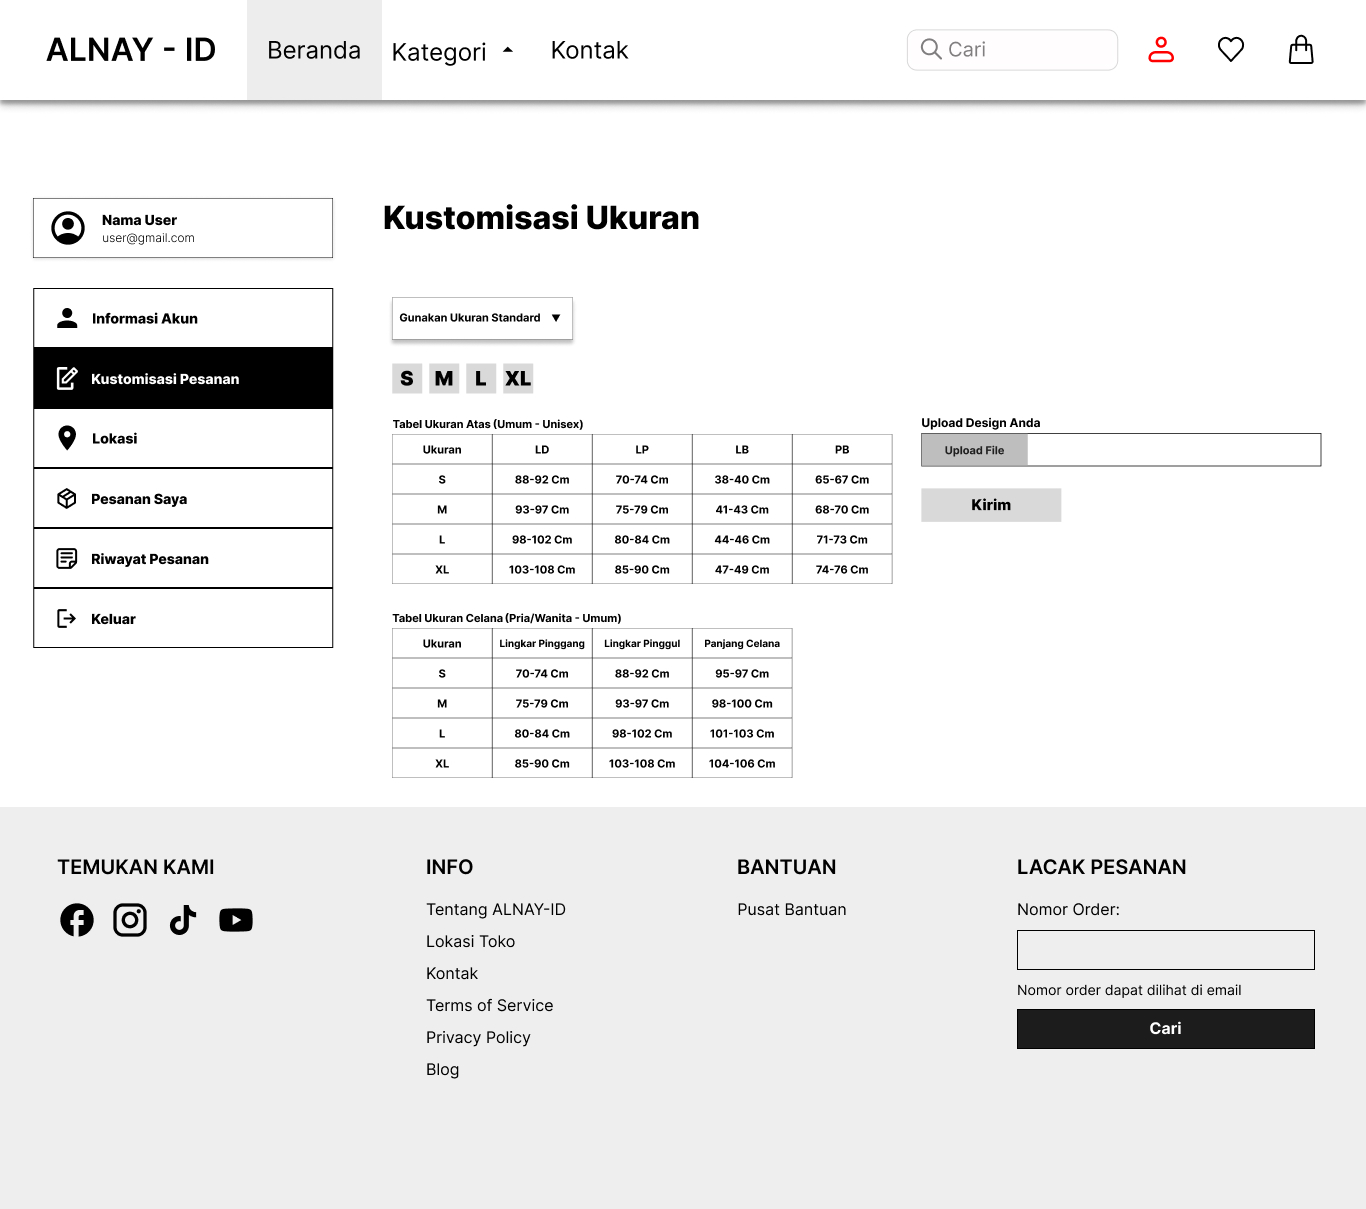 ALNAY - ID Beranda Kategori Kontak Cari
Nama User
user@gmail.com
Informasi Akun
Kustomisasi Pesanan
Lokasi
Pesanan Saya
Riwayat Pesanan
Keluar
Kustomisasi Ukuran
Gunakan Ukuran Standard
S M L XL
Tabel Ukuran Atas (Umum - Unisex)
Ukuran LD LP LB PB
S 88-92 Cm 70-74 Cm 38-40 Cm 65-67 Cm
M 93-97 Cm 75-79 Cm 41-43 Cm 68-70 Cm
L 98-102 Cm 80-84 Cm 44-46 Cm 71-73 Cm
XL 103-108 Cm 85-90 Cm 47-49 Cm 74-76 Cm
Tabel Ukuran Celana (Pria/Wanita - Umum)
Ukuran Lingkar Pinggang Lingkar Pinggul Panjang Celana
S 70-74 Cm 88-92 Cm 95-97 Cm
M 75-79 Cm 93-97 Cm 98-100 Cm
L 80-84 Cm 98-102 Cm 101-103 Cm
XL 85-90 Cm 103-108 Cm 104-106 Cm
Upload Design Anda
Upload File
Kirim
TEMUKAN KAMI
INFO
Tentang ALNAY-ID
Lokasi Toko
Kontak
Terms of Service
Privacy Policy
Blog
BANTUAN
Pusat Bantuan
LACAK PESANAN
Nomor Order:
Nomor order dapat dilihat di email
Cari